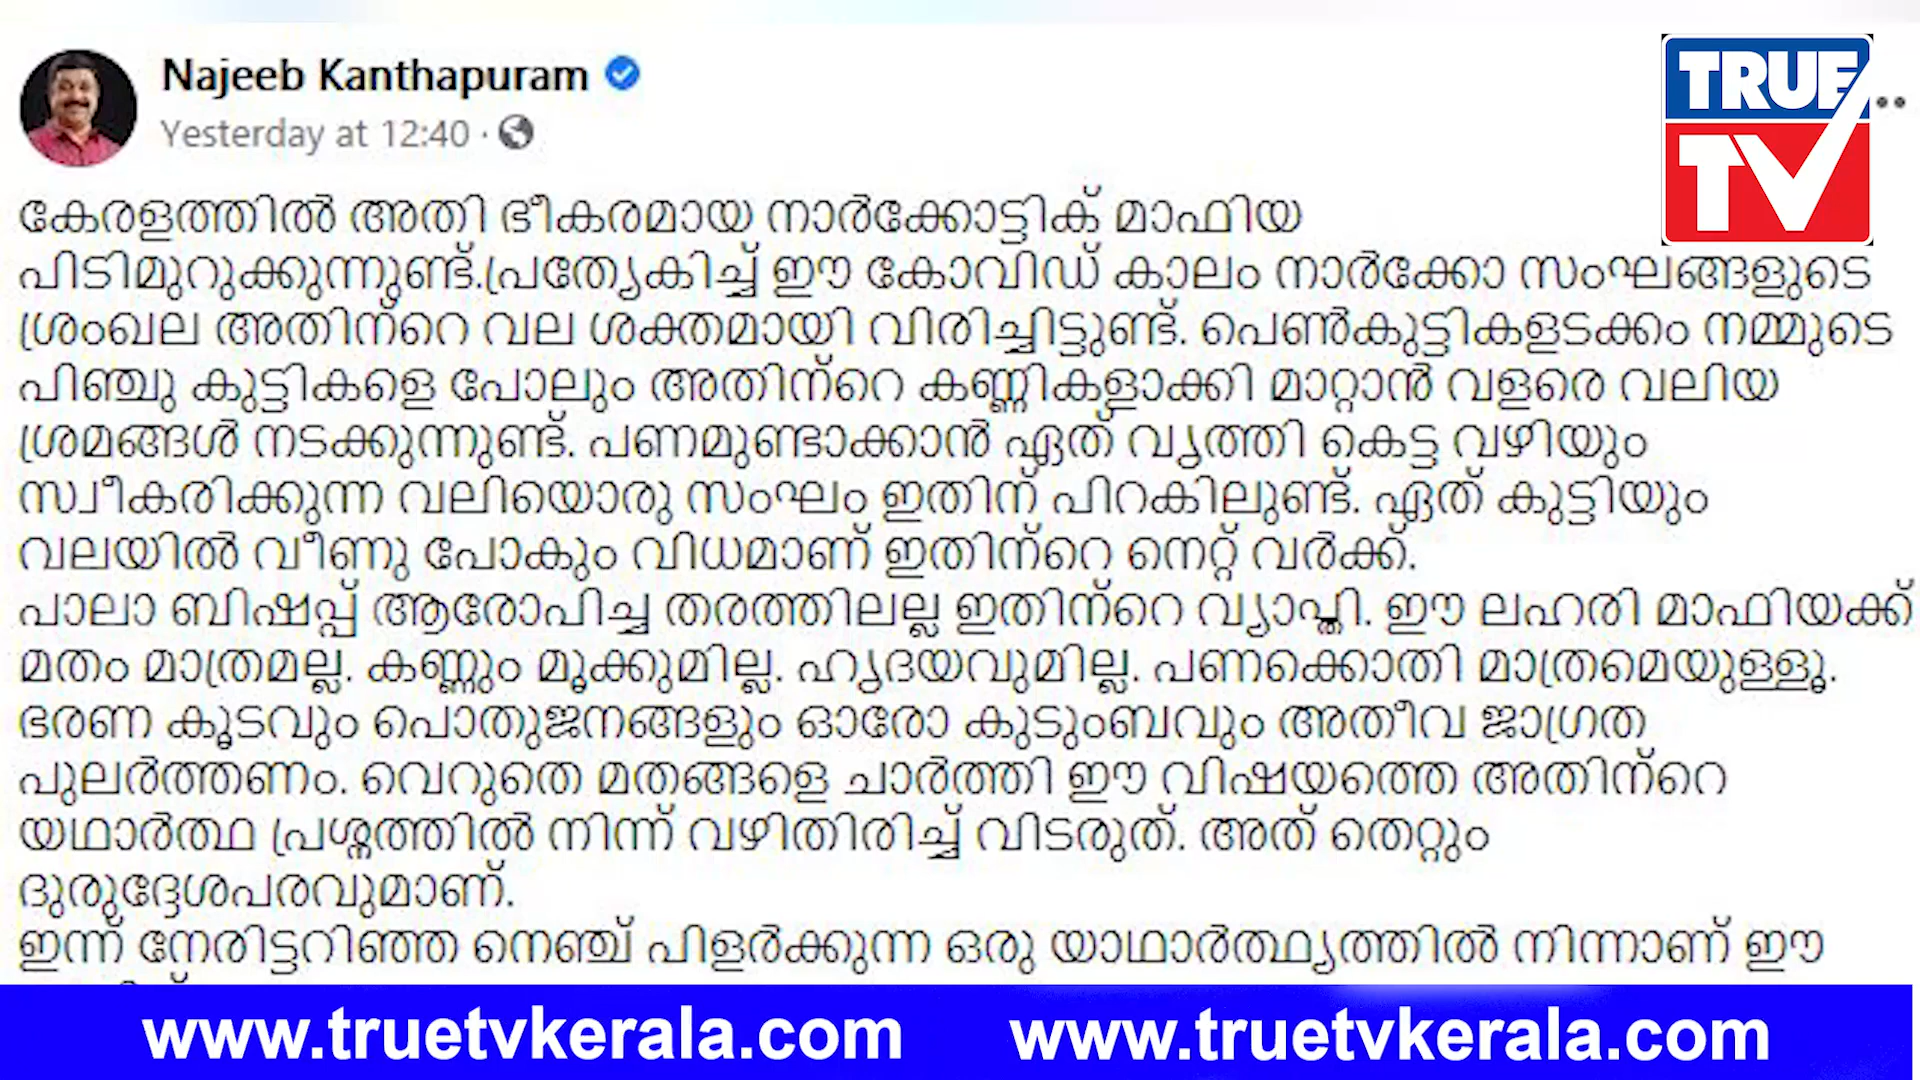 Najeeb Kanthapuram
Yesterday at 12:40 ·
TRUE
TV
കേരളത്തിൽ അതി ഭീകരമായ നാർക്കോട്ടിക് മാഫിയ
പിടിമുറുക്കുന്നുണ്ട്.പ്രത്യേകിച്ച് ഈ കോവിഡ് കാലം നാർക്കോ സംഘങ്ങളുടെ
ശ്രംഖല അതിന്റെ വല ശക്തമായി വിരിച്ചിട്ടുണ്ട്. പെൺകുട്ടികളടക്കം നമ്മുടെ
പിഞ്ചു കുട്ടികളെ പോലും അതിന്റെ കണ്ണികളാക്കി മാറ്റാൻ വളരെ വലിയ
ശ്രമങ്ങൾ നടക്കുന്നുണ്ട്. പണമുണ്ടാക്കാൻ ഏത് വൃത്തി കെട്ട വഴിയും
സ്വീകരിക്കുന്ന വലിയൊരു സംഘം ഇതിന് പിറകിലുണ്ട്. ഏത് കുട്ടിയും
വലയിൽ വീണു പോകും വിധമാണ് ഇതിന്റെ നെറ്റ് വർക്ക്.
പാലാ ബിഷപ്പ് ആരോപിച്ച തരത്തിലല്ല ഇതിന്റെ വ്യാപ്തി. ഈ ലഹരി മാഫിയക്ക്
മതം മാത്രമല്ല. കണ്ണും മൂക്കുമില്ല. ഹൃദയവുമില്ല. പണക്കൊതി മാത്രമെയുള്ളൂ.
ഭരണ കൂടവും പൊതുജനങ്ങളും ഓരോ കുടുംബവും അതീവ ജാഗ്രത
പുലർത്തണം. വെറുതെ മതങ്ങളെ ചാർത്തി ഈ വിഷയത്തെ അതിന്റെ
യഥാർത്ഥ പ്രശ്നത്തിൽ നിന്ന് വഴിതിരിച്ച് വിടരുത്. അത് തെറ്റും
ദുരുദ്ദേശപരവുമാണ്.
ഇന്ന് നേരിട്ടറിഞ്ഞ നെഞ്ച് പിളർക്കുന്ന ഒരു യാഥാർത്ഥ്യത്തിൽ നിന്നാണ് ഈ
www.truetvkerala.com www.truetvkerala.com